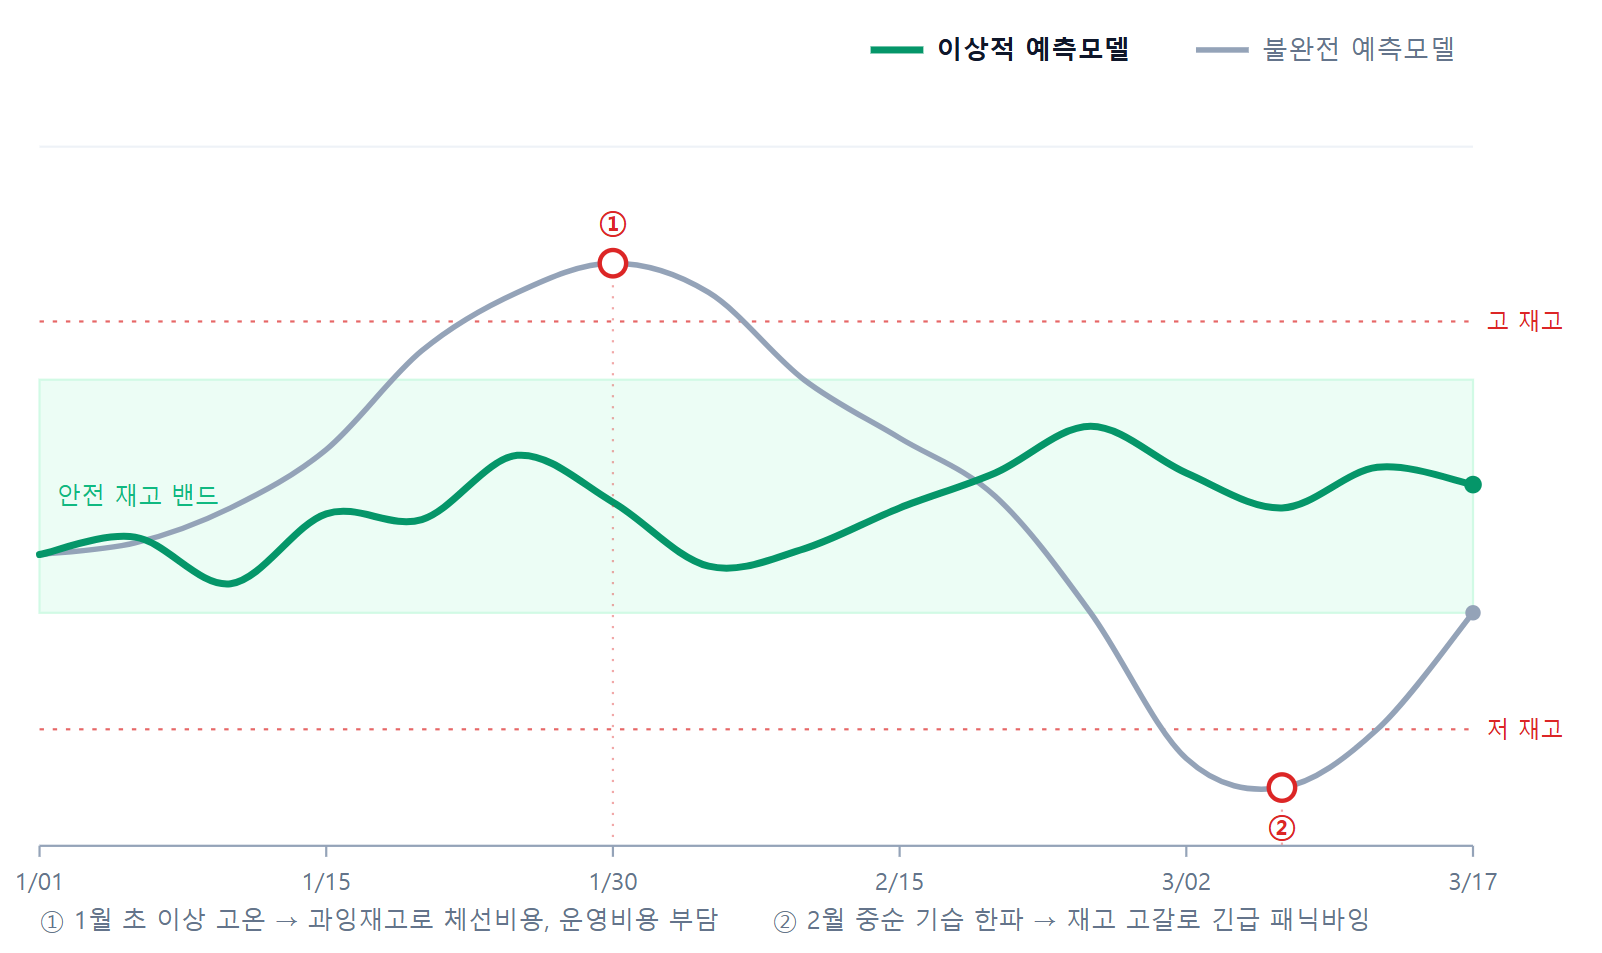 이상적 예측모델
불완전 예측모델
①
고 재고
안전 재고 밴드
저 재고
②
1/01
1/15
1/30
2/15
3/02
3/17
① 1월 초 이상 고온 → 과잉재고로 체선비용, 운영비용 부담
② 2월 중순 기습 한파 → 재고 고갈로 긴급 패닉바잉